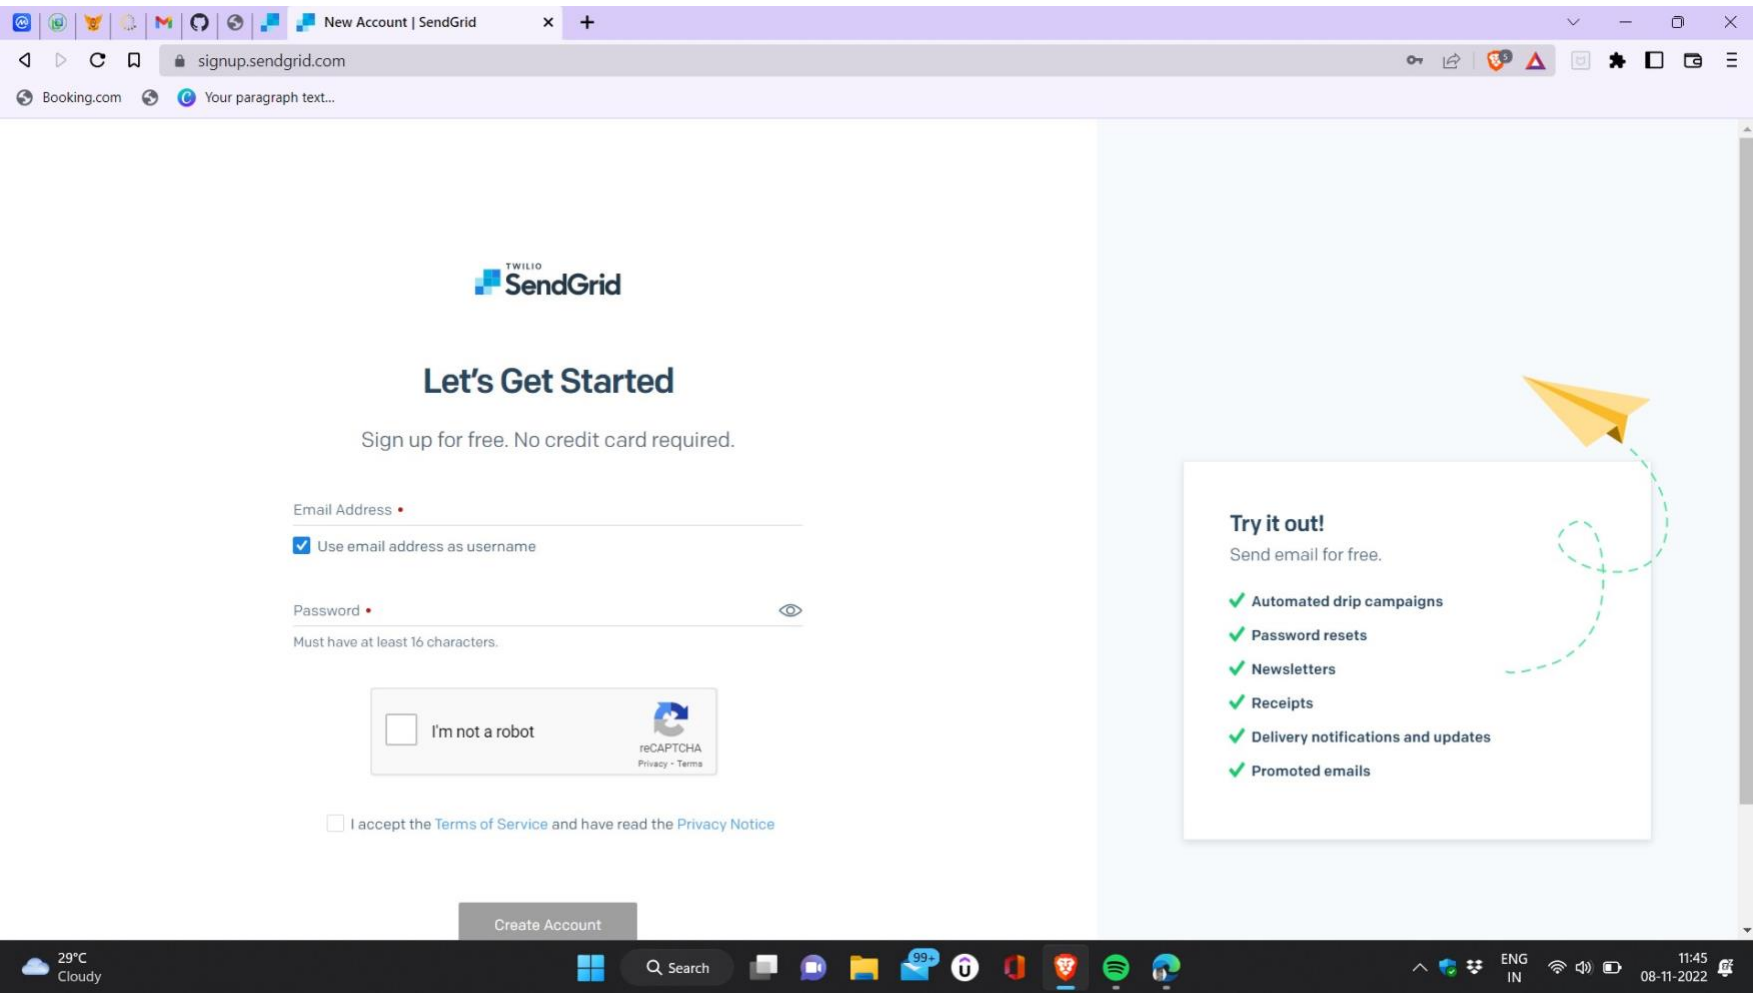 New Account | SendGrid
signup.sendgrid.com
5
Booking.com
Your paragraph text...
TWILIO
SendGrid
Let's Get Started
Sign up for free. No credit card required.
Email Address
Use email address as username
Password
Must have at least 16 characters.
I'm not a robot
reCAPTCHA
Privacy - Terms
I accept the Terms of Service and have read the Privacy Notice
Create Account
Try it out!
Send email for free.
Automated drip campaigns
Password resets
Newsletters
Receipts
Delivery notifications and updates
Promoted emails
29°C
Cloudy
Search
99+
ENG
IN
11:45
08-11-2022